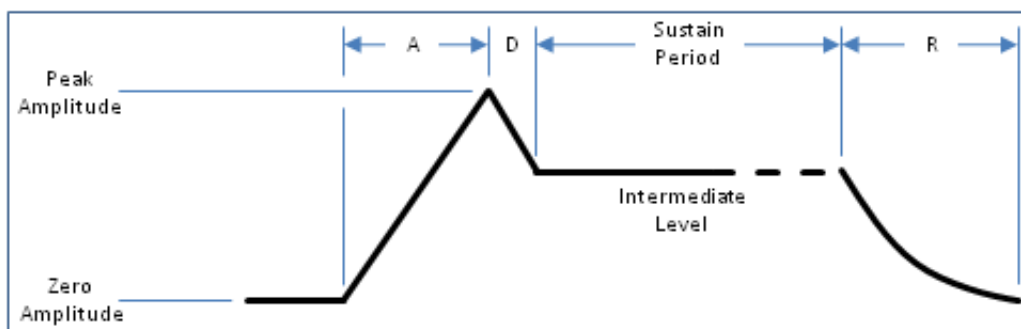 A
D
Sustain
Period
R
Peak
Amplitude
Intermediate
Level
Zero
Amplitude